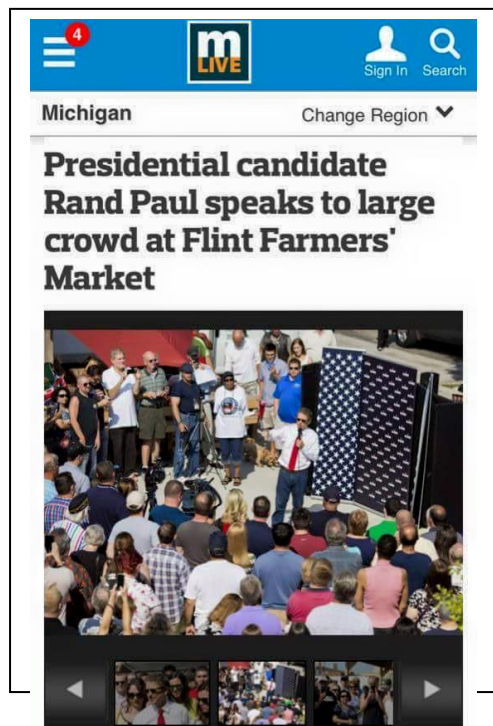 4
m
LIVE
Sign In Search
Michigan Change Region
Presidential candidate
Rand Paul speaks to large
crowd at Flint Farmers'
Market